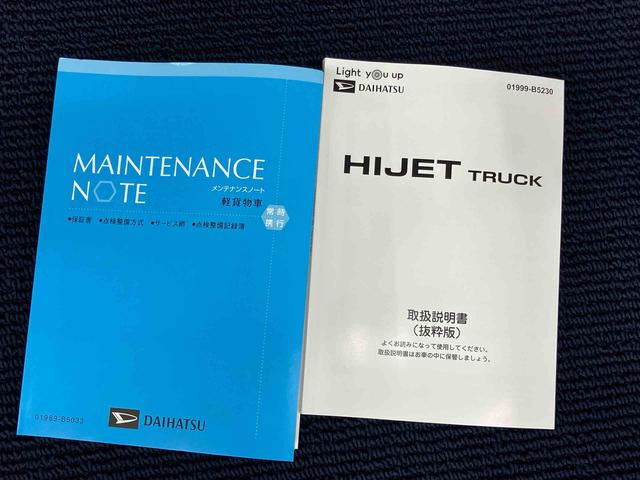 MAINTENANCE
NOTE
メンテナンスノート
軽貨物車
常時
携行
●保証書 ●点検整備方式 ●サービス網 ●点検整備記録簿
01969-B5033
DAIHATSU
Light you up
DAIHATSU
01999-B5230
HIJET TRUCK
取扱説明書
（抜粋版）
よくお読みになって使用してください。
取扱説明書はお車の中に保管しましょう。